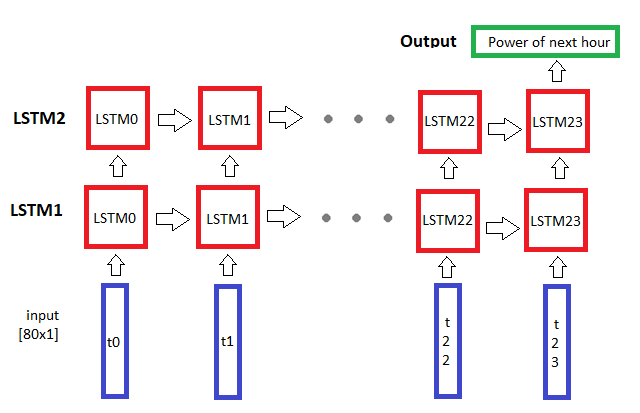 Output
Power of next hour
LSTM2
LSTM0
LSTM1
LSTM22
LSTM23
LSTM1
LSTM0
LSTM1
LSTM22
LSTM23
input
[80x1]
t0
t1
t
2
2
t
2
3